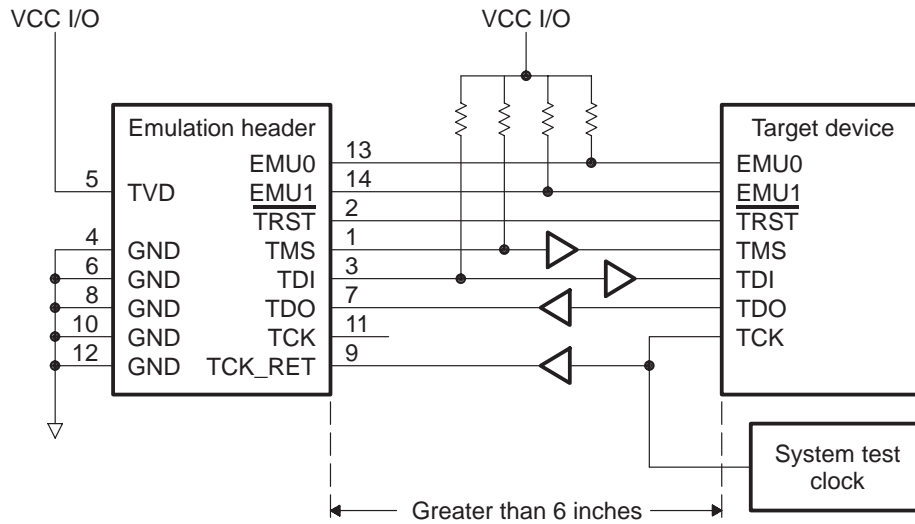 VCC I/O
VCC I/O
Emulation header
Target device
EMU0
13
EMU0
5
TVD
EMU1
14
EMU1
TRST
2
TRST
4
GND
TMS
1
TMS
6
GND
TDI
3
TDI
8
GND
TDO
7
TDO
10
GND
TCK
11
TCK
12
GND
TCK_RET
9
System test
clock
Greater than 6 inches